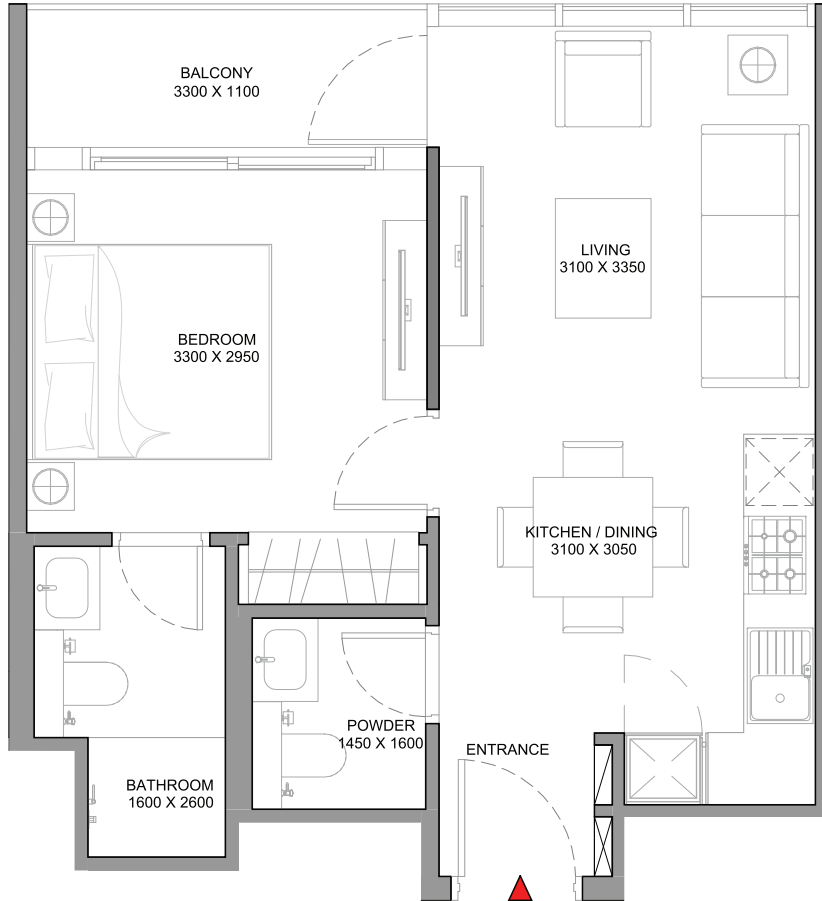 BALCONY
3300 X 1100
LIVING
3100 X 3350
BEDROOM
3300 X 2950
KITCHEN / DINING
3100 X 3050
POWDER
1450 X 1600
ENTRANCE
BATHROOM
1600 X 2600